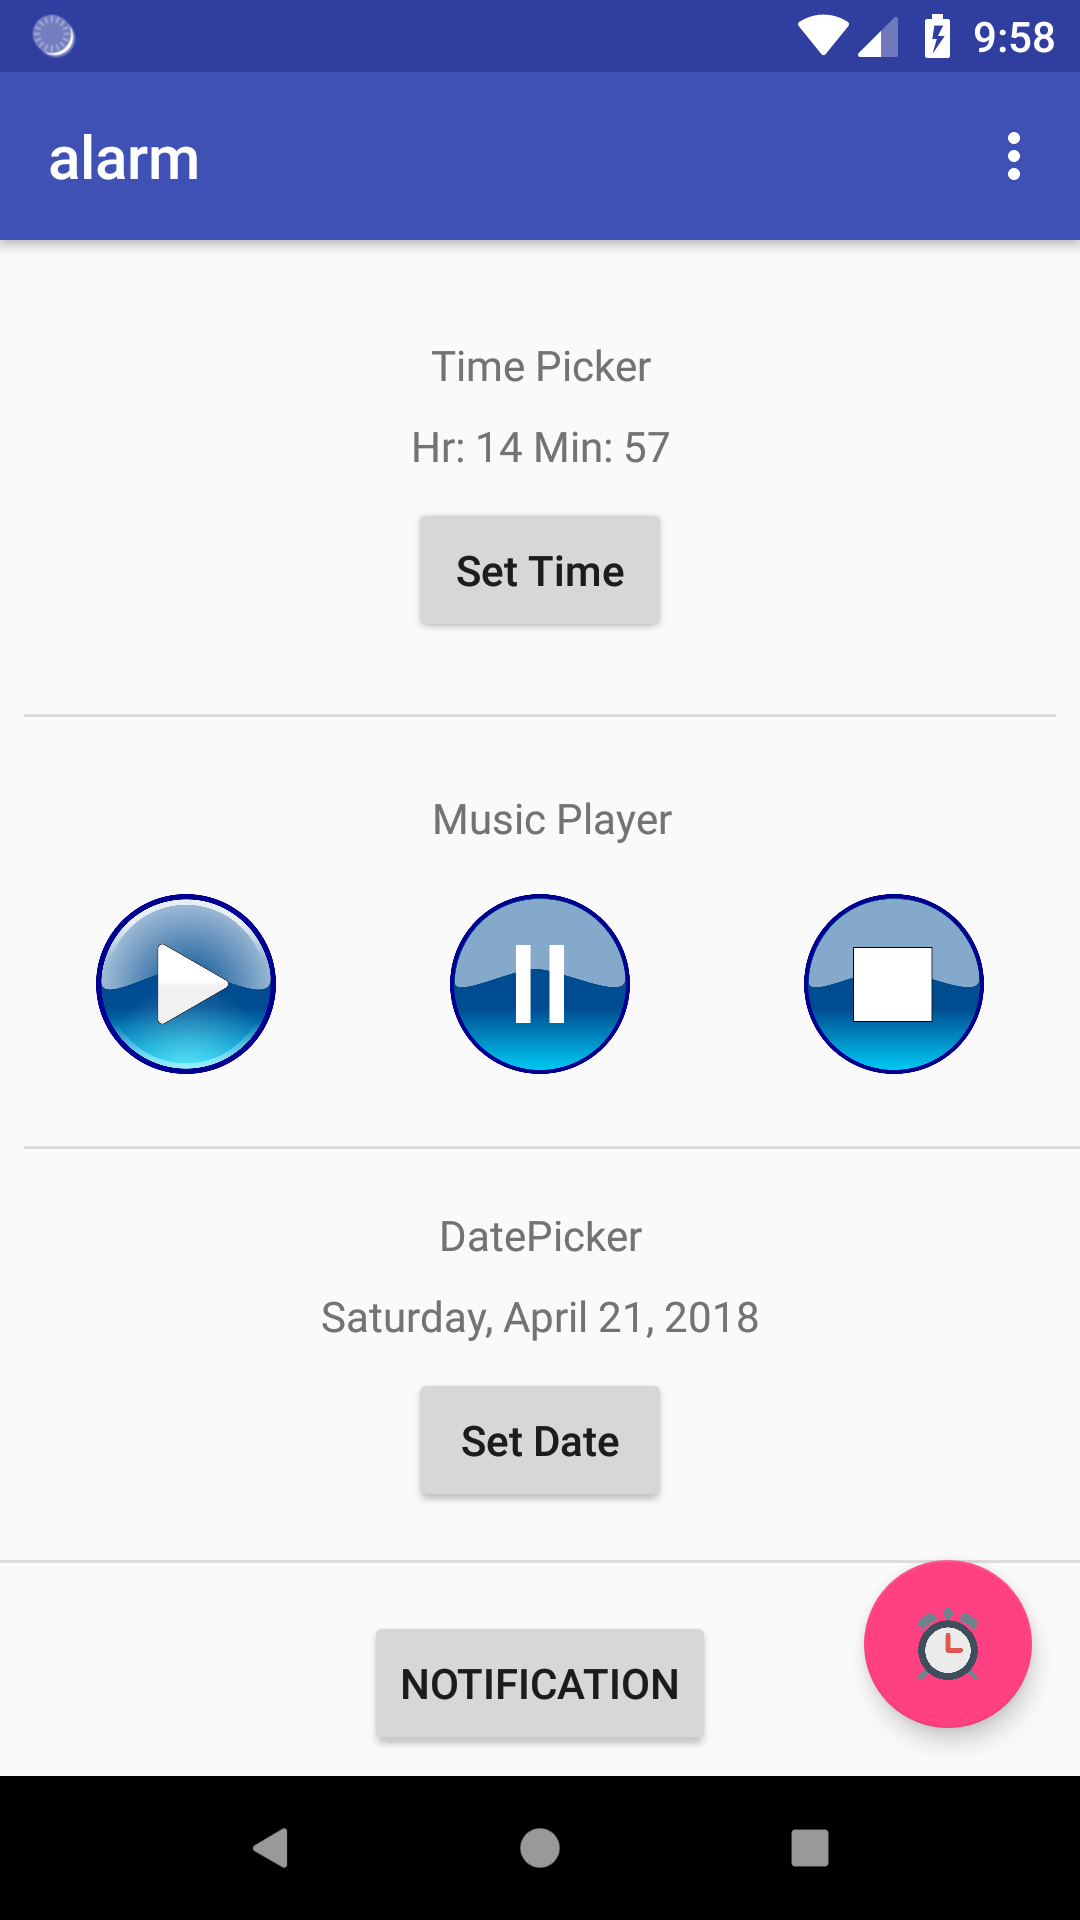 9:58
alarm
Time Picker
Hr: 14 Min: 57
Set Time
Music Player
DatePicker
Saturday, April 21, 2018
Set Date
NOTIFICATION